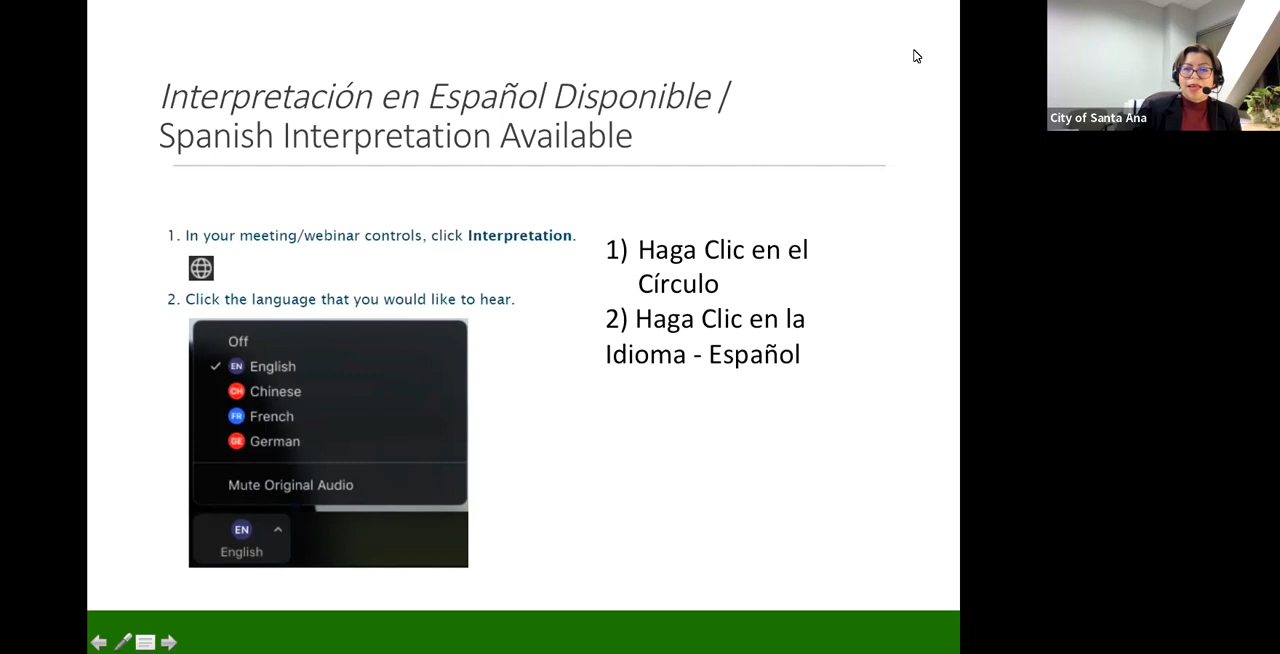 Interpretación en Español Disponible /
Spanish Interpretation Available
1. In your meeting/webinar controls, click Interpretation.
2. Click the language that you would like to hear.
Off
EN English
CH Chinese
FR French
GE German
Mute Original Audio
EN
English
1) Haga Clic en el
Círculo
2) Haga Clic en la
Idioma - Español
City of Santa Ana